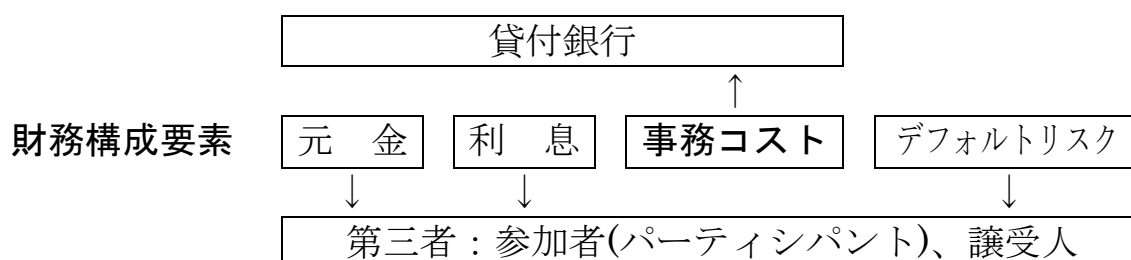 貸付銀行
↑
財務構成要素 元　金 利　息 事務コスト デフォルトリスク
↓ ↓ ↓
第三者：参加者(パーティシパント)、譲受人